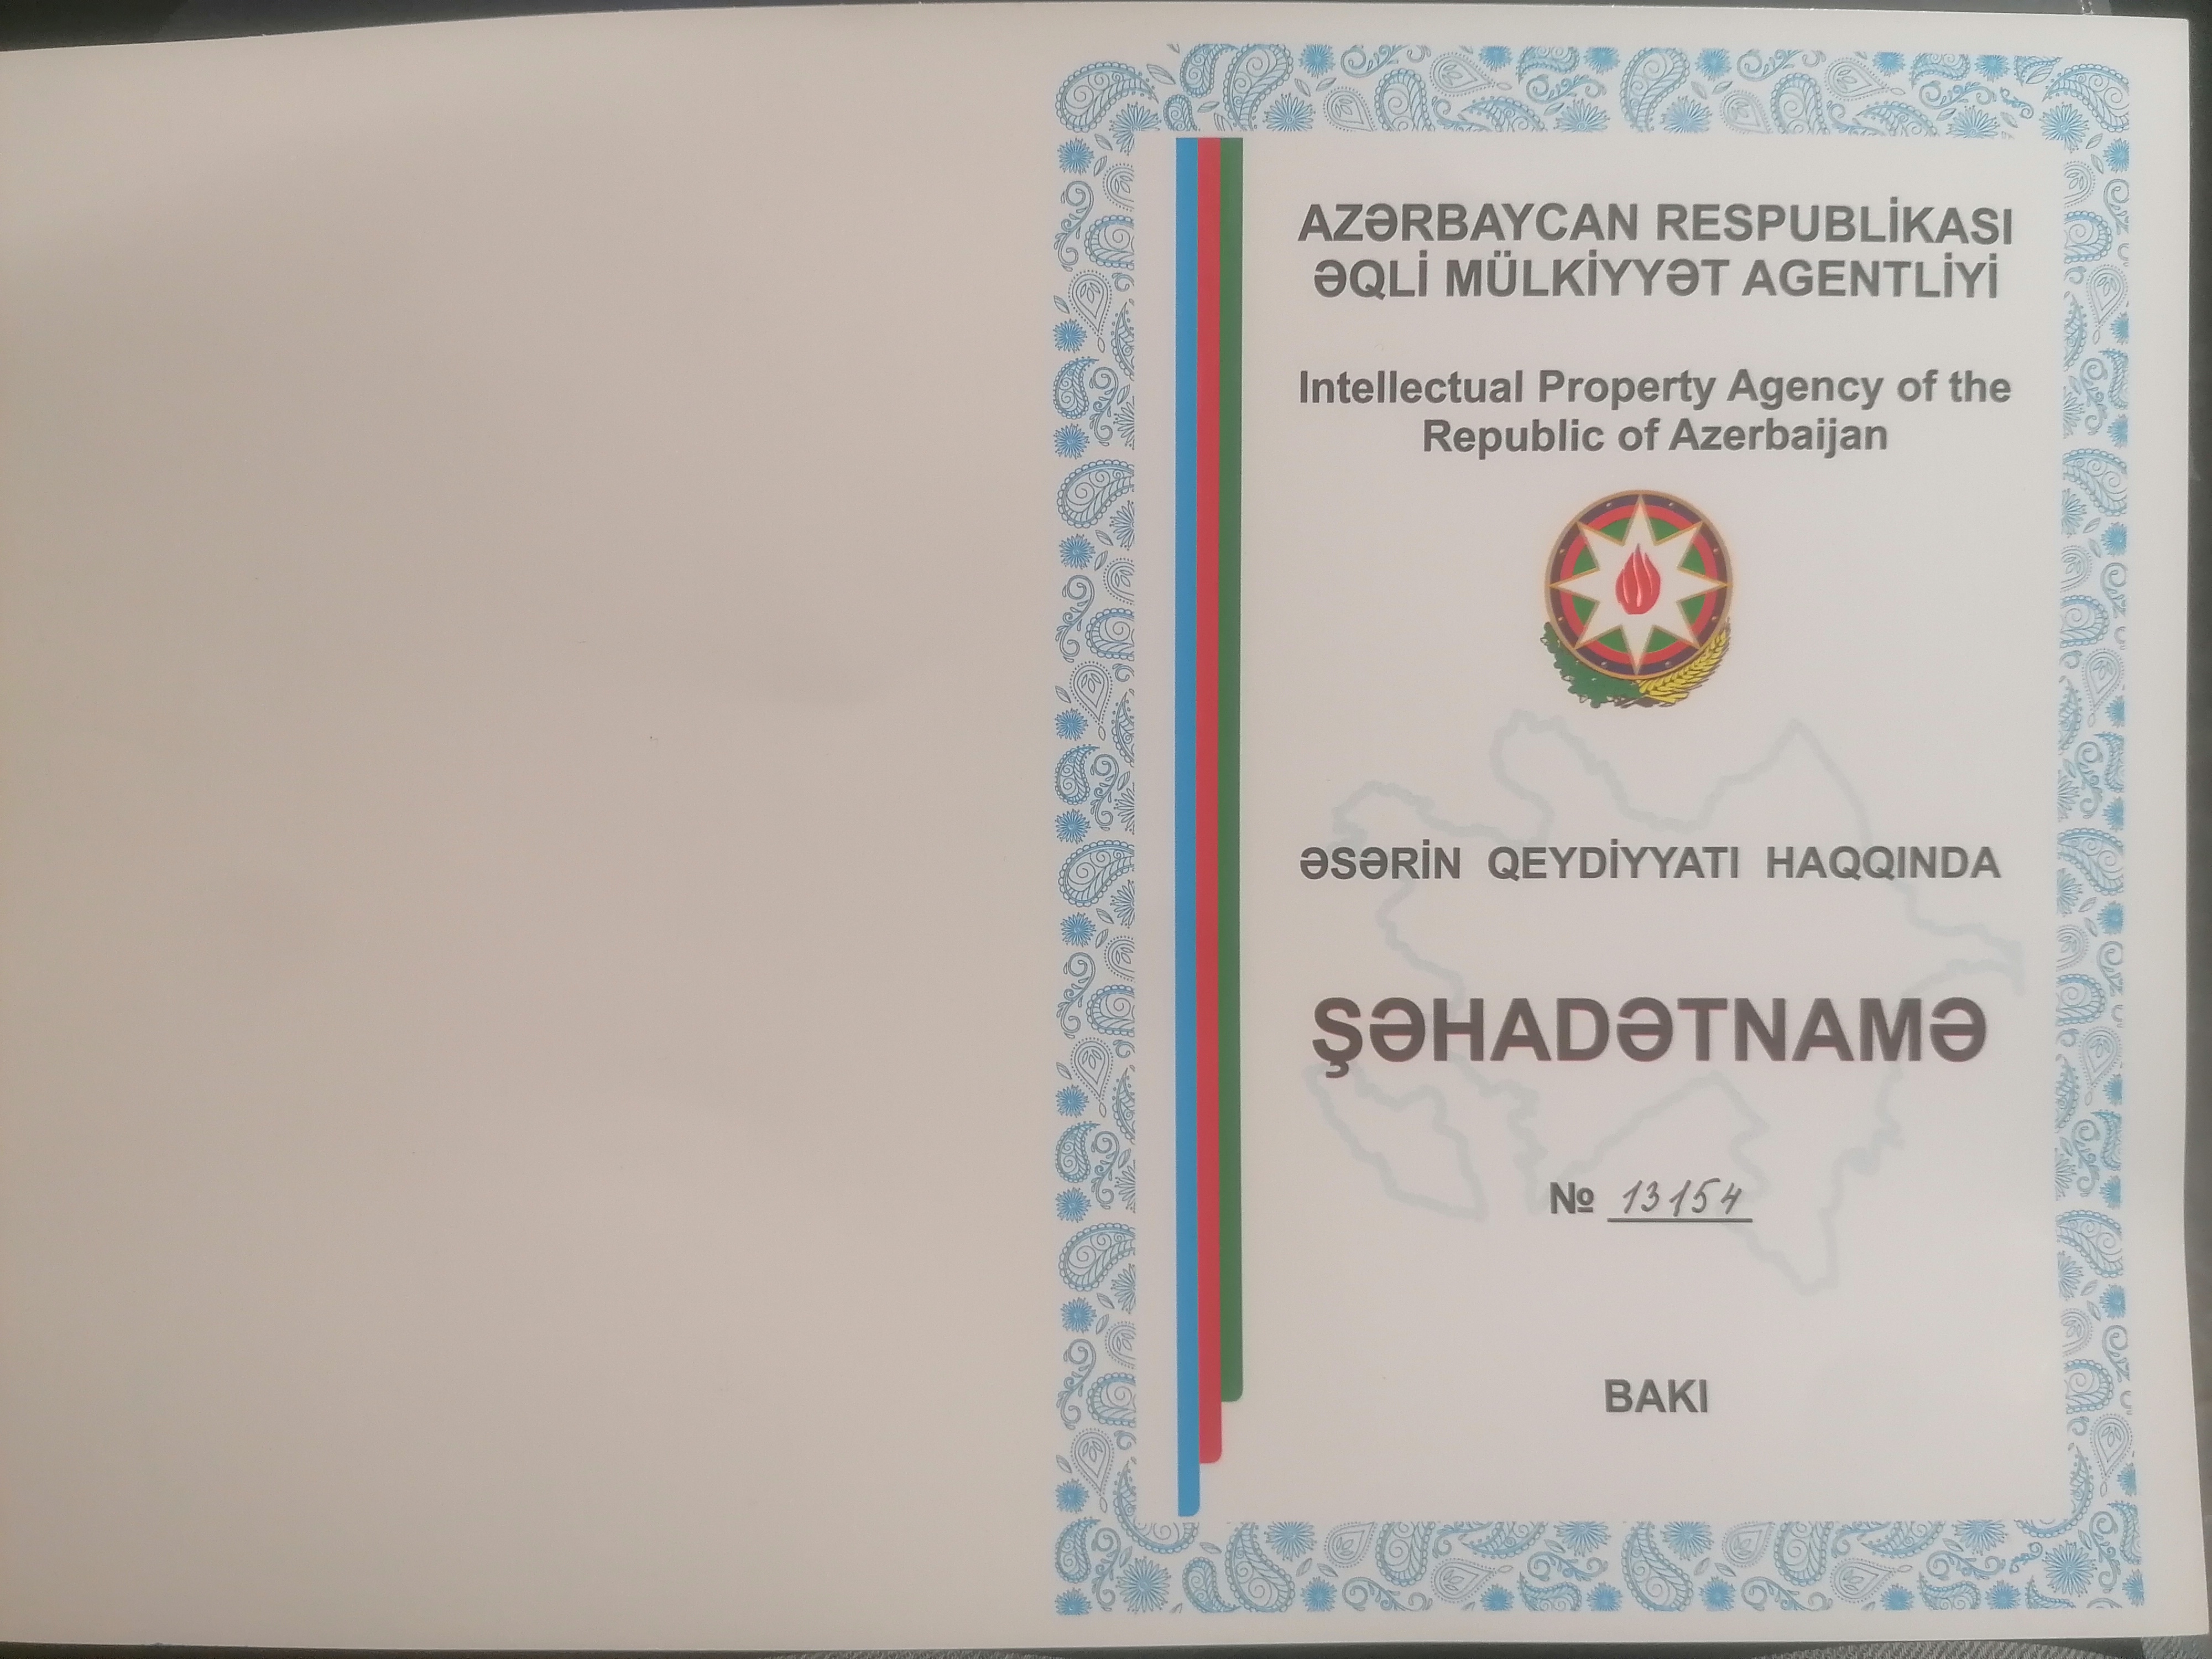 AZƏRBAYCAN RESPUBLİKASI
ƏQLİ MÜLKİYYƏT AGENTLİYİ
Intellectual Property Agency of the
Republic of Azerbaijan
ƏSƏRİN QEYDİYYATI HAQQINDA
ŞƏHADƏTNAMƏ
№ 13154
BAKI